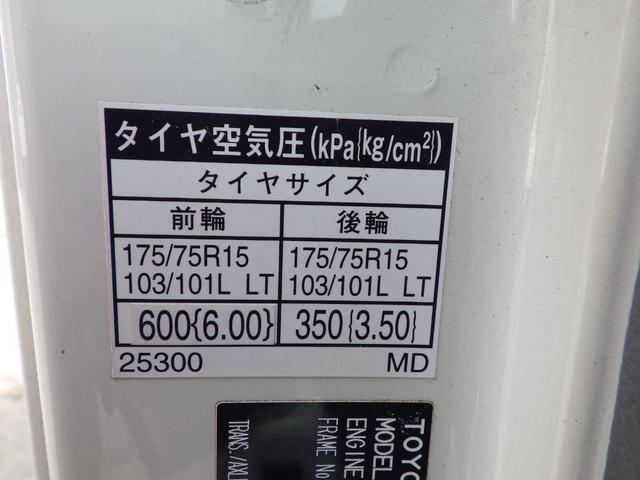 タイヤ空気圧(kPa{kg/cm²})
タイヤサイズ
前輪 後輪
175/75R15 175/75R15
103/101L LT 103/101L LT
600{6.00} 350{3.50}
25300 MD
TOYO
MODEL
ENGINE
FRAME No
TRANS./AXL